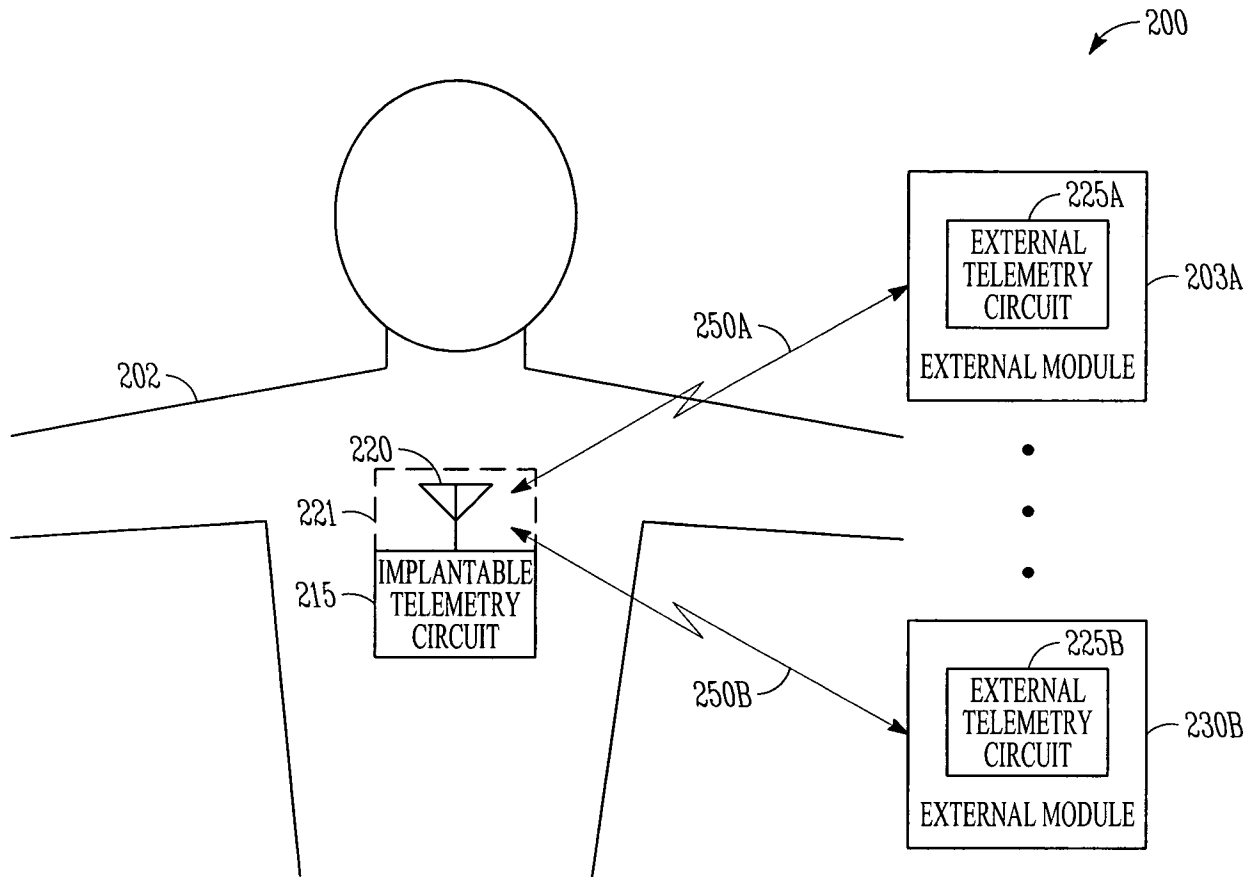 200
225A
EXTERNAL
TELEMETRY
CIRCUIT
203A
EXTERNAL MODULE
250A
202
220
221
IMPLANTABLE
TELEMETRY
CIRCUIT
215
250B
225B
EXTERNAL
TELEMETRY
CIRCUIT
230B
EXTERNAL MODULE